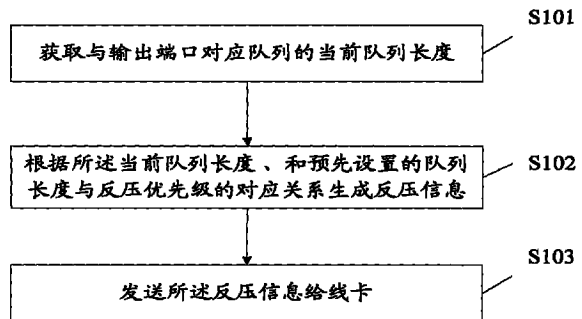 S101
获取与输出端口对应队列的当前队列长度
S102
根据所述当前队列长度、和预先设置的队列
长度与反压优先级的对应关系生成反压信息
S103
发送所述反压信息给线卡